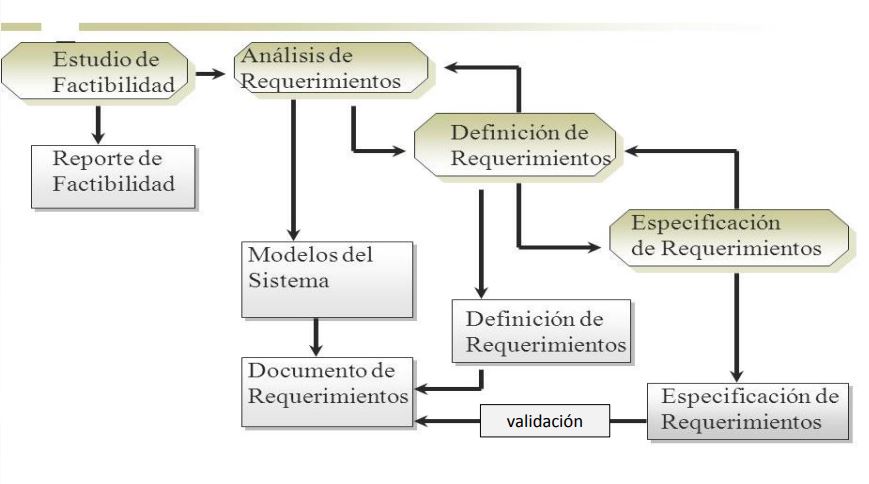 Estudio de
Factibilidad
Análisis de
Requerimientos
Definición de
Requerimientos
Reporte de
Factibilidad
Especificación
de Requerimientos
Modelos del
Sistema
Definición de
Requerimientos
Documento de
Requerimientos
validación
Especificación de
Requerimientos